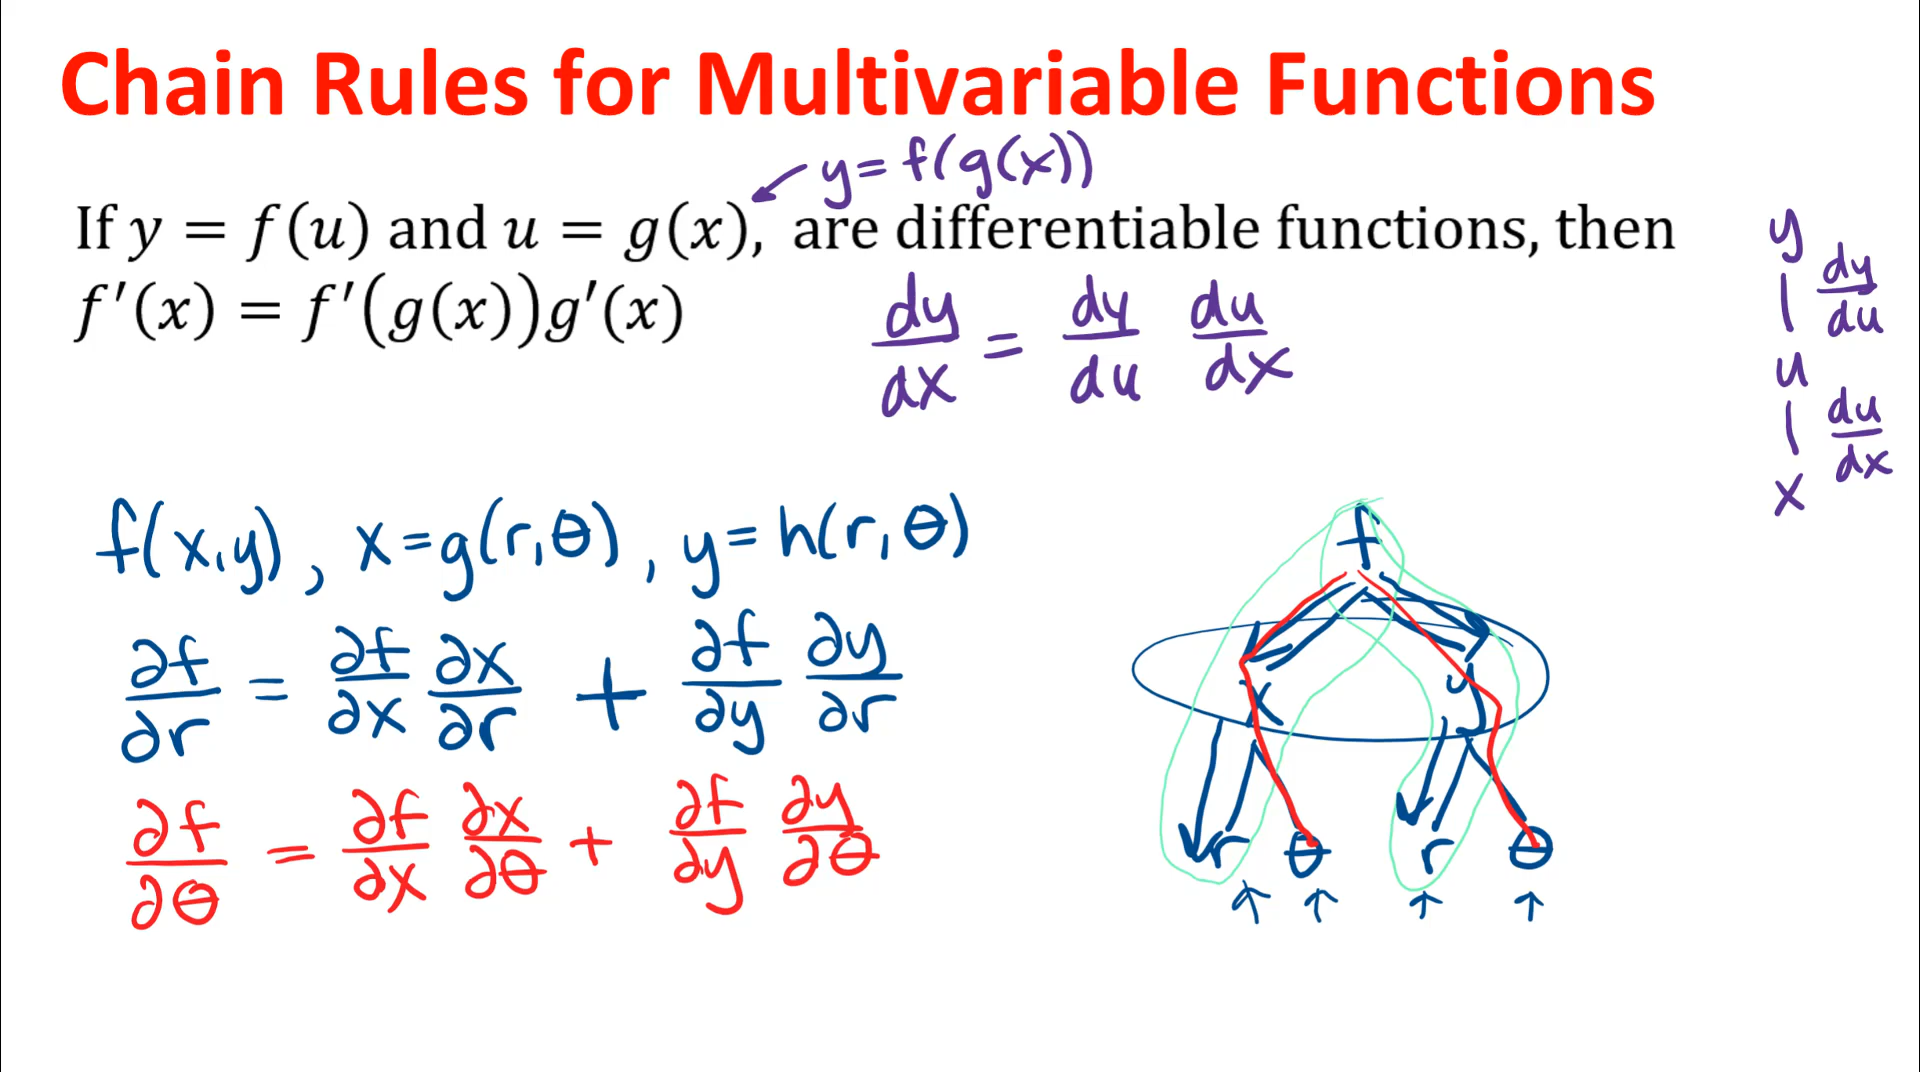 Chain Rules for Multivariable Functions
y = f(g(x))
If y = f(u) and u = g(x), are differentiable functions, then
f′(x) = f′(g(x))g′(x)
dy/dx = dy/du du/dx
y
dy/du
u
du/dx
x
f(x,y), x=g(r,θ), y=h(r,θ)
∂f/∂r = ∂f/∂x ∂x/∂r + ∂f/∂y ∂y/∂r
∂f/∂θ = ∂f/∂x ∂x/∂θ + ∂f/∂y ∂y/∂θ
f
x y
r θ r θ